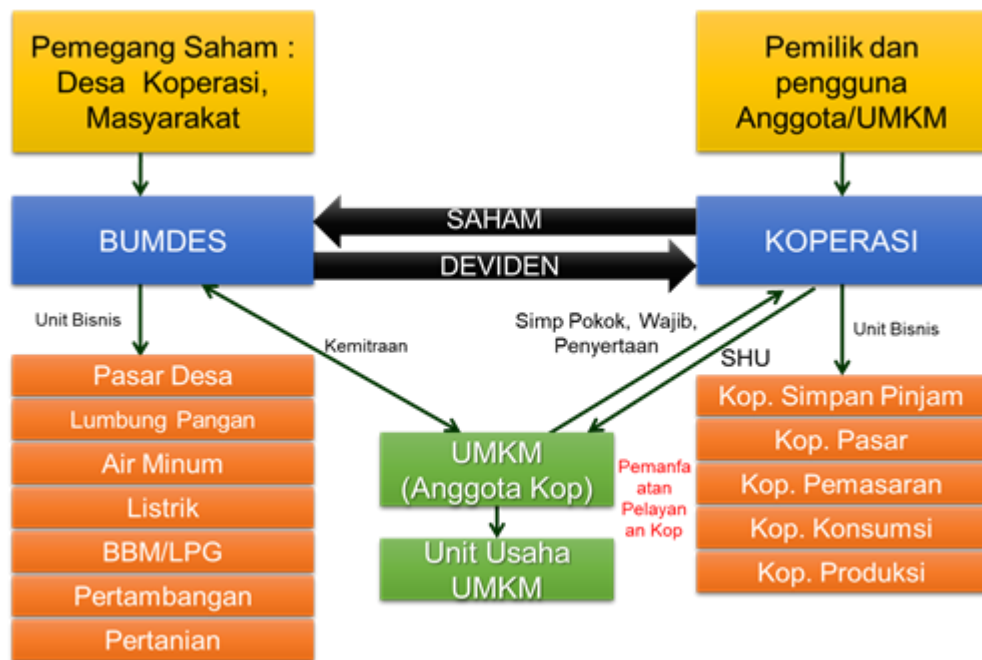 Pemegang Saham :
Desa Koperasi,
Masyarakat
Pemilik dan
pengguna
Anggota/UMKM
BUMDES
SAHAM
DEVIDEN
KOPERASI
Unit Bisnis
Kemitraan
Simp Pokok, Wajib,
Penyertaan
SHU
Unit Bisnis
Pasar Desa
Lumbung Pangan
Air Minum
Listrik
BBM/LPG
Pertambangan
Pertanian
UMKM
(Anggota Kop)
Unit Usaha
UMKM
Pemanfa
atan
Pelayan
an Kop
Kop. Simpan Pinjam
Kop. Pasar
Kop. Pemasaran
Kop. Konsumsi
Kop. Produksi